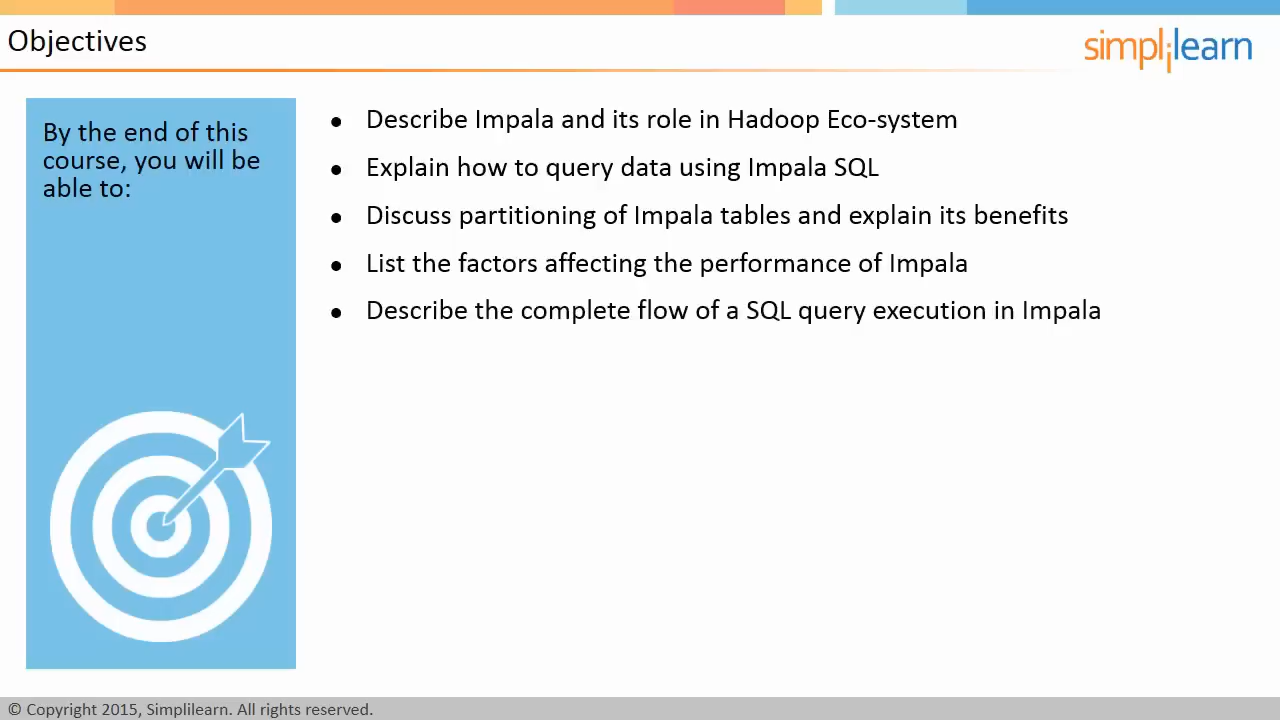 Objectives
simplilearn
By the end of this
course, you will be
able to:
• Describe Impala and its role in Hadoop Eco-system
• Explain how to query data using Impala SQL
• Discuss partitioning of Impala tables and explain its benefits
• List the factors affecting the performance of Impala
• Describe the complete flow of a SQL query execution in Impala
© Copyright 2015, Simplilearn. All rights reserved.